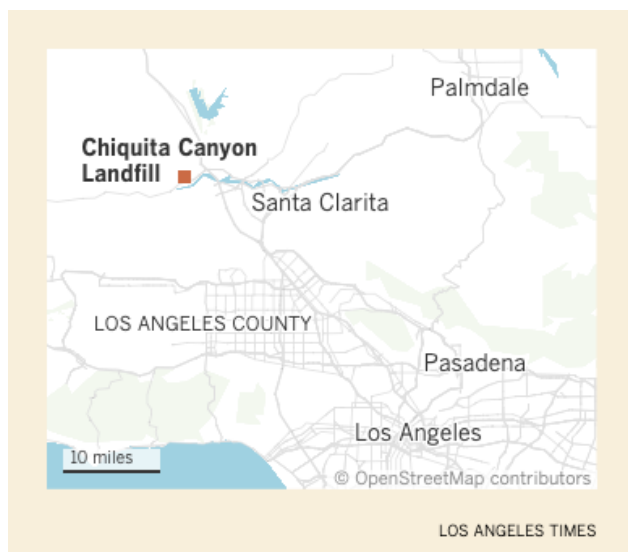 Palmdale
Chiquita Canyon
Landfill
Santa Clarita
LOS ANGELES COUNTY
Pasadena
Los Angeles
10 miles
© OpenStreetMap contributors
LOS ANGELES TIMES